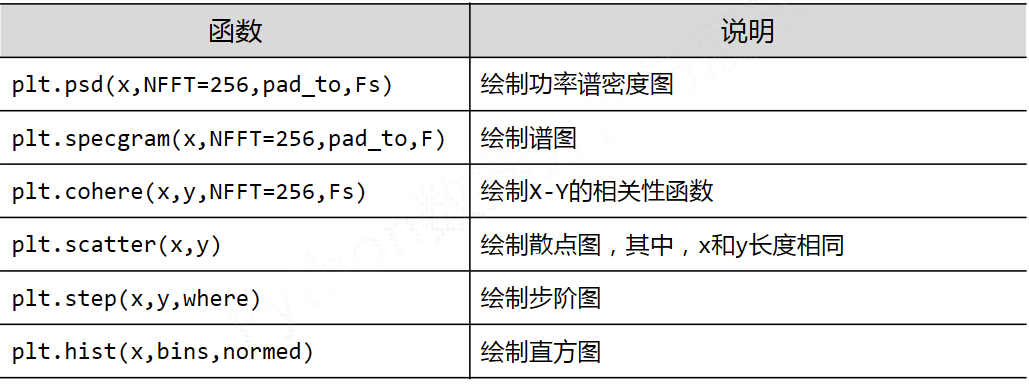 函数 说明
plt.psd(x,NFFT=256,pad_to,Fs) 绘制功率谱密度图
plt.specgram(x,NFFT=256,pad_to,F) 绘制谱图
plt.cohere(x,y,NFFT=256,Fs) 绘制X-Y的相关性函数
plt.scatter(x,y) 绘制散点图，其中，x和y长度相同
plt.step(x,y,where) 绘制步阶图
plt.hist(x,bins,normed) 绘制直方图